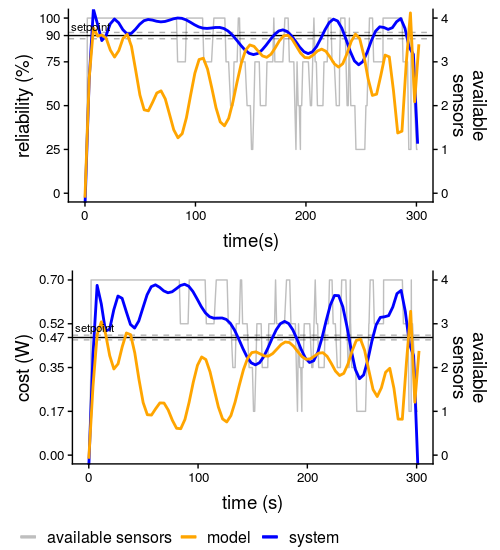 100
90
75
50
25
0
setpoint
4
3
2
1
0
reliability (%)
available
sensors
0
100
200
300
time(s)
0.70
0.52
0.47
0.35
0.17
0.00
setpoint
4
3
2
1
0
cost (W)
available
sensors
0
100
200
300
time (s)
available sensors model system